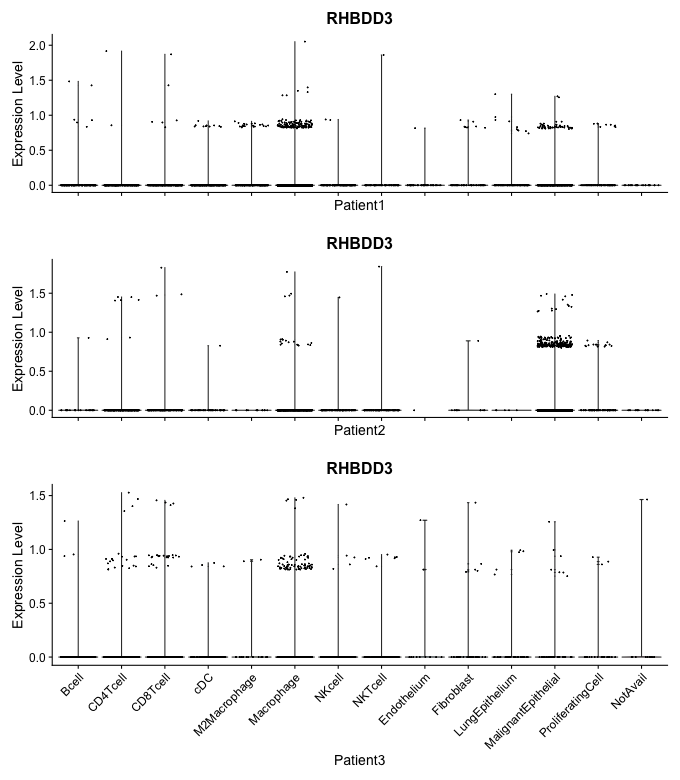 RHBDD3
Expression Level
2.0
1.5
1.0
0.5
0.0
Patient1
RHBDD3
Expression Level
1.5
1.0
0.5
0.0
Patient2
RHBDD3
Expression Level
1.5
1.0
0.5
0.0
Bcell
CD4Tcell
CD8Tcell
cDC
M2Macrophage
Macrophage
NKcell
NKTcell
Endothelium
Fibroblast
LungEpithelium
MalignantEpithelial
ProliferatingCell
NotAvail
Patient3